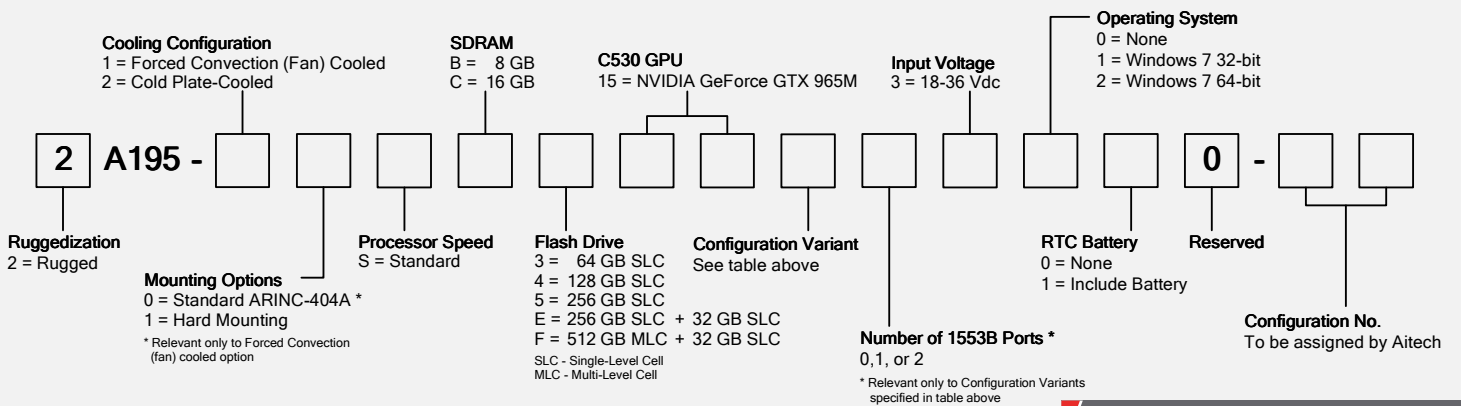 Cooling Configuration
1 = Forced Convection (Fan) Cooled
2 = Cold Plate-Cooled
SDRAM
B = 8 GB
C = 16 GB
C530 GPU
15 = NVIDIA GeForce GTX 965M
Input Voltage
3 = 18-36 Vdc
Operating System
0 = None
1 = Windows 7 32-bit
2 = Windows 7 64-bit
2 A195 - 0 -
Ruggedization
2 = Rugged
Mounting Options
0 = Standard ARINC-404A *
1 = Hard Mounting
* Relevant only to Forced Convection
(fan) cooled option
Processor Speed
S = Standard
Flash Drive
3 = 64 GB SLC
4 = 128 GB SLC
5 = 256 GB SLC
E = 256 GB SLC + 32 GB SLC
F = 512 GB MLC + 32 GB SLC
SLC - Single-Level Cell
MLC - Multi-Level Cell
Configuration Variant
See table above
Number of 1553B Ports *
0,1, or 2
* Relevant only to Configuration Variants
specified in table above
RTC Battery
0 = None
1 = Include Battery
Reserved
Configuration No.
To be assigned by Aitech